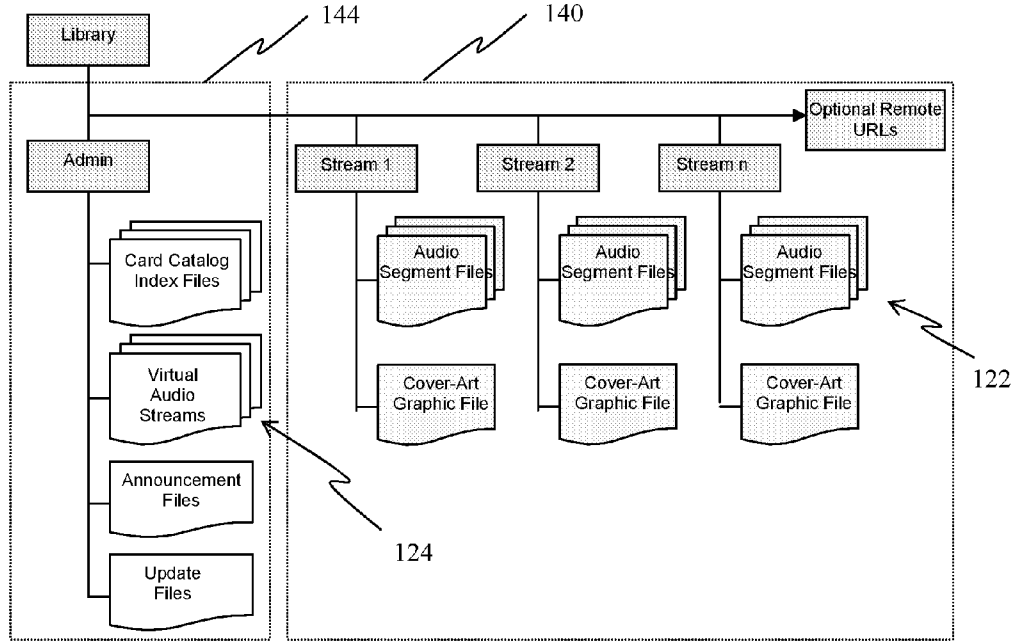 144
140
Library
Optional Remote
URLs
Admin
Stream 1
Stream 2
Stream n
Card Catalog
Index Files
Audio
Segment Files
Audio
Segment Files
Audio
Segment Files
Virtual
Audio
Streams
Cover-Art
Graphic File
Cover-Art
Graphic File
Cover-Art
Graphic File
122
Announcement
Files
124
Update
Files